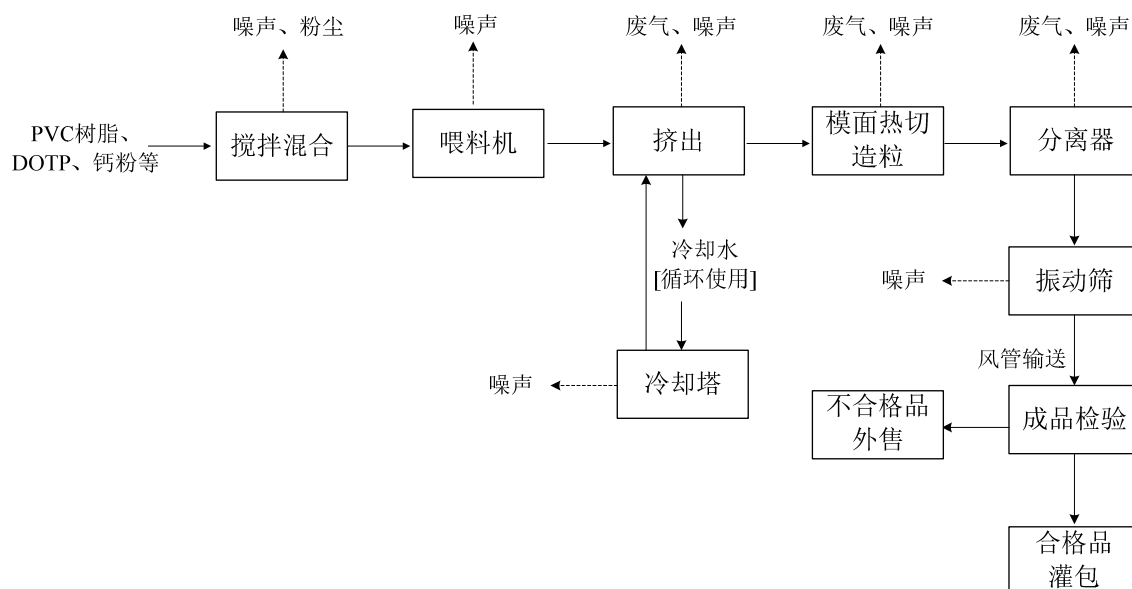 噪声、粉尘
噪声
废气、噪声
废气、噪声
废气、噪声
PVC树脂、
DOTP、钙粉等
搅拌混合
喂料机
挤出
模面热切
造粒
分离器
冷却水
[循环使用]
噪声
振动筛
风管输送
噪声
冷却塔
不合格品
外售
成品检验
合格品
灌包